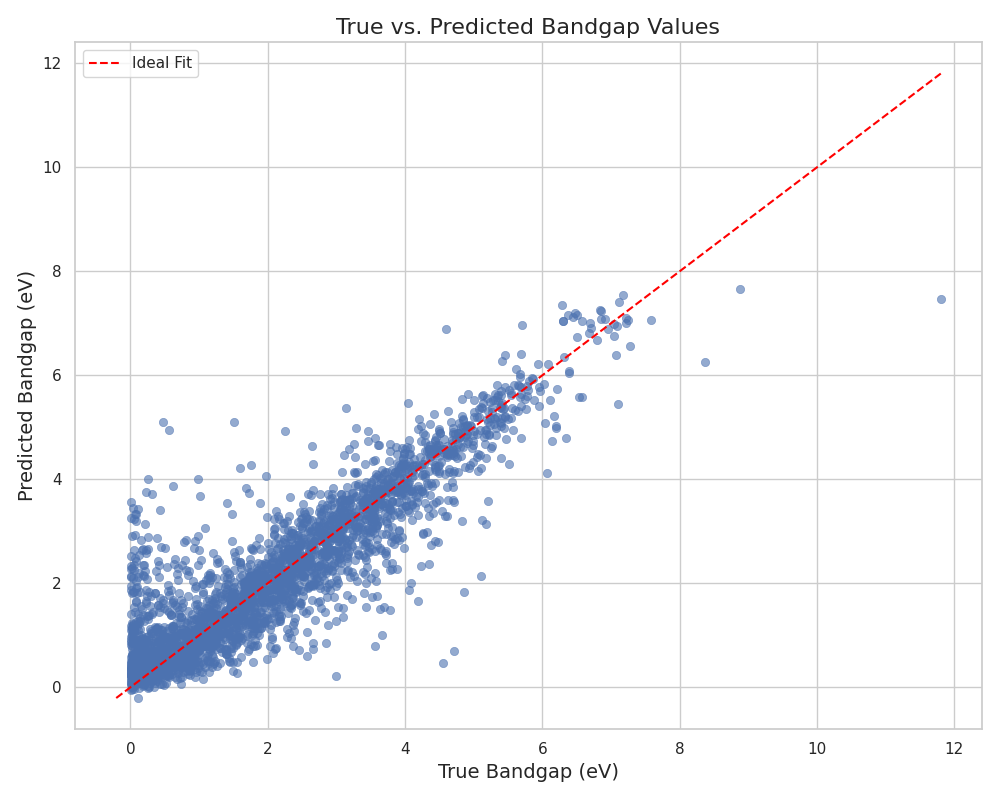 True vs. Predicted Bandgap Values
Ideal Fit
12
10
8
6
4
2
0
Predicted Bandgap (eV)
0 2 4 6 8 10 12
True Bandgap (eV)